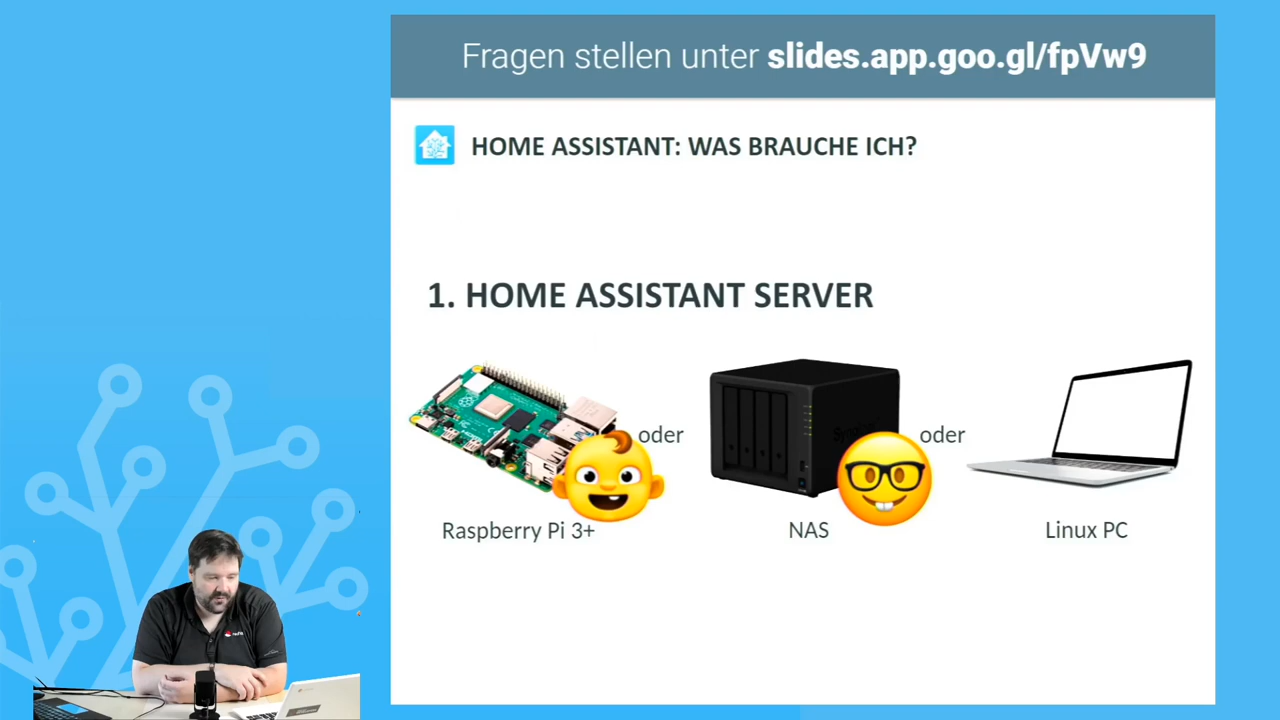 Fragen stellen unter slides.app.goo.gl/fpVw9
HOME ASSISTANT: WAS BRAUCHE ICH?
1. HOME ASSISTANT SERVER
oder
oder
Raspberry Pi 3+
NAS
Linux PC